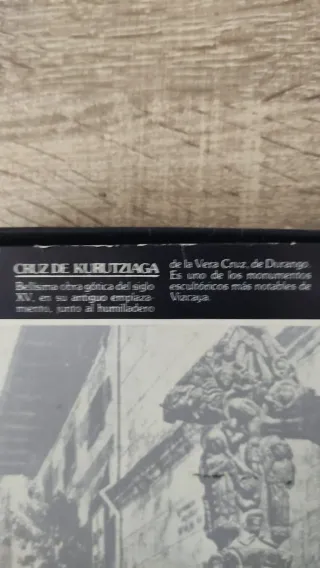 CRUZ DE KURUTZIAGA
Bellísima obra gótica del siglo
XV, en su antiguo emplaza-
miento, junto al humilladero
de la Vera Cruz, de Durango.
Es uno de los monumentos
escultóricos más notables de
Vizcaya.